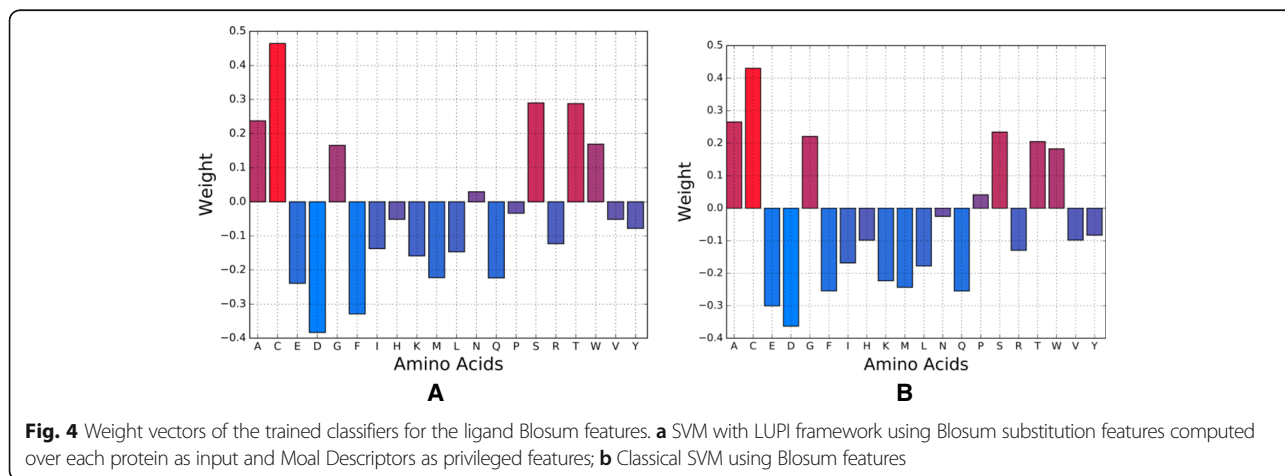 0.5
0.4
0.3
0.2
0.1
0.0
−0.1
−0.2
−0.3
−0.4
Weight
A C E D G F I H K M L N Q P S R T W V Y
Amino Acids
A
0.5
0.4
0.3
0.2
0.1
0.0
−0.1
−0.2
−0.3
−0.4
Weight
A C E D G F I H K M L N Q P S R T W V Y
Amino Acids
B
Fig. 4 Weight vectors of the trained classifiers for the ligand Blosum features. a SVM with LUPI framework using Blosum substitution features computed
over each protein as input and Moal Descriptors as privileged features; b Classical SVM using Blosum features